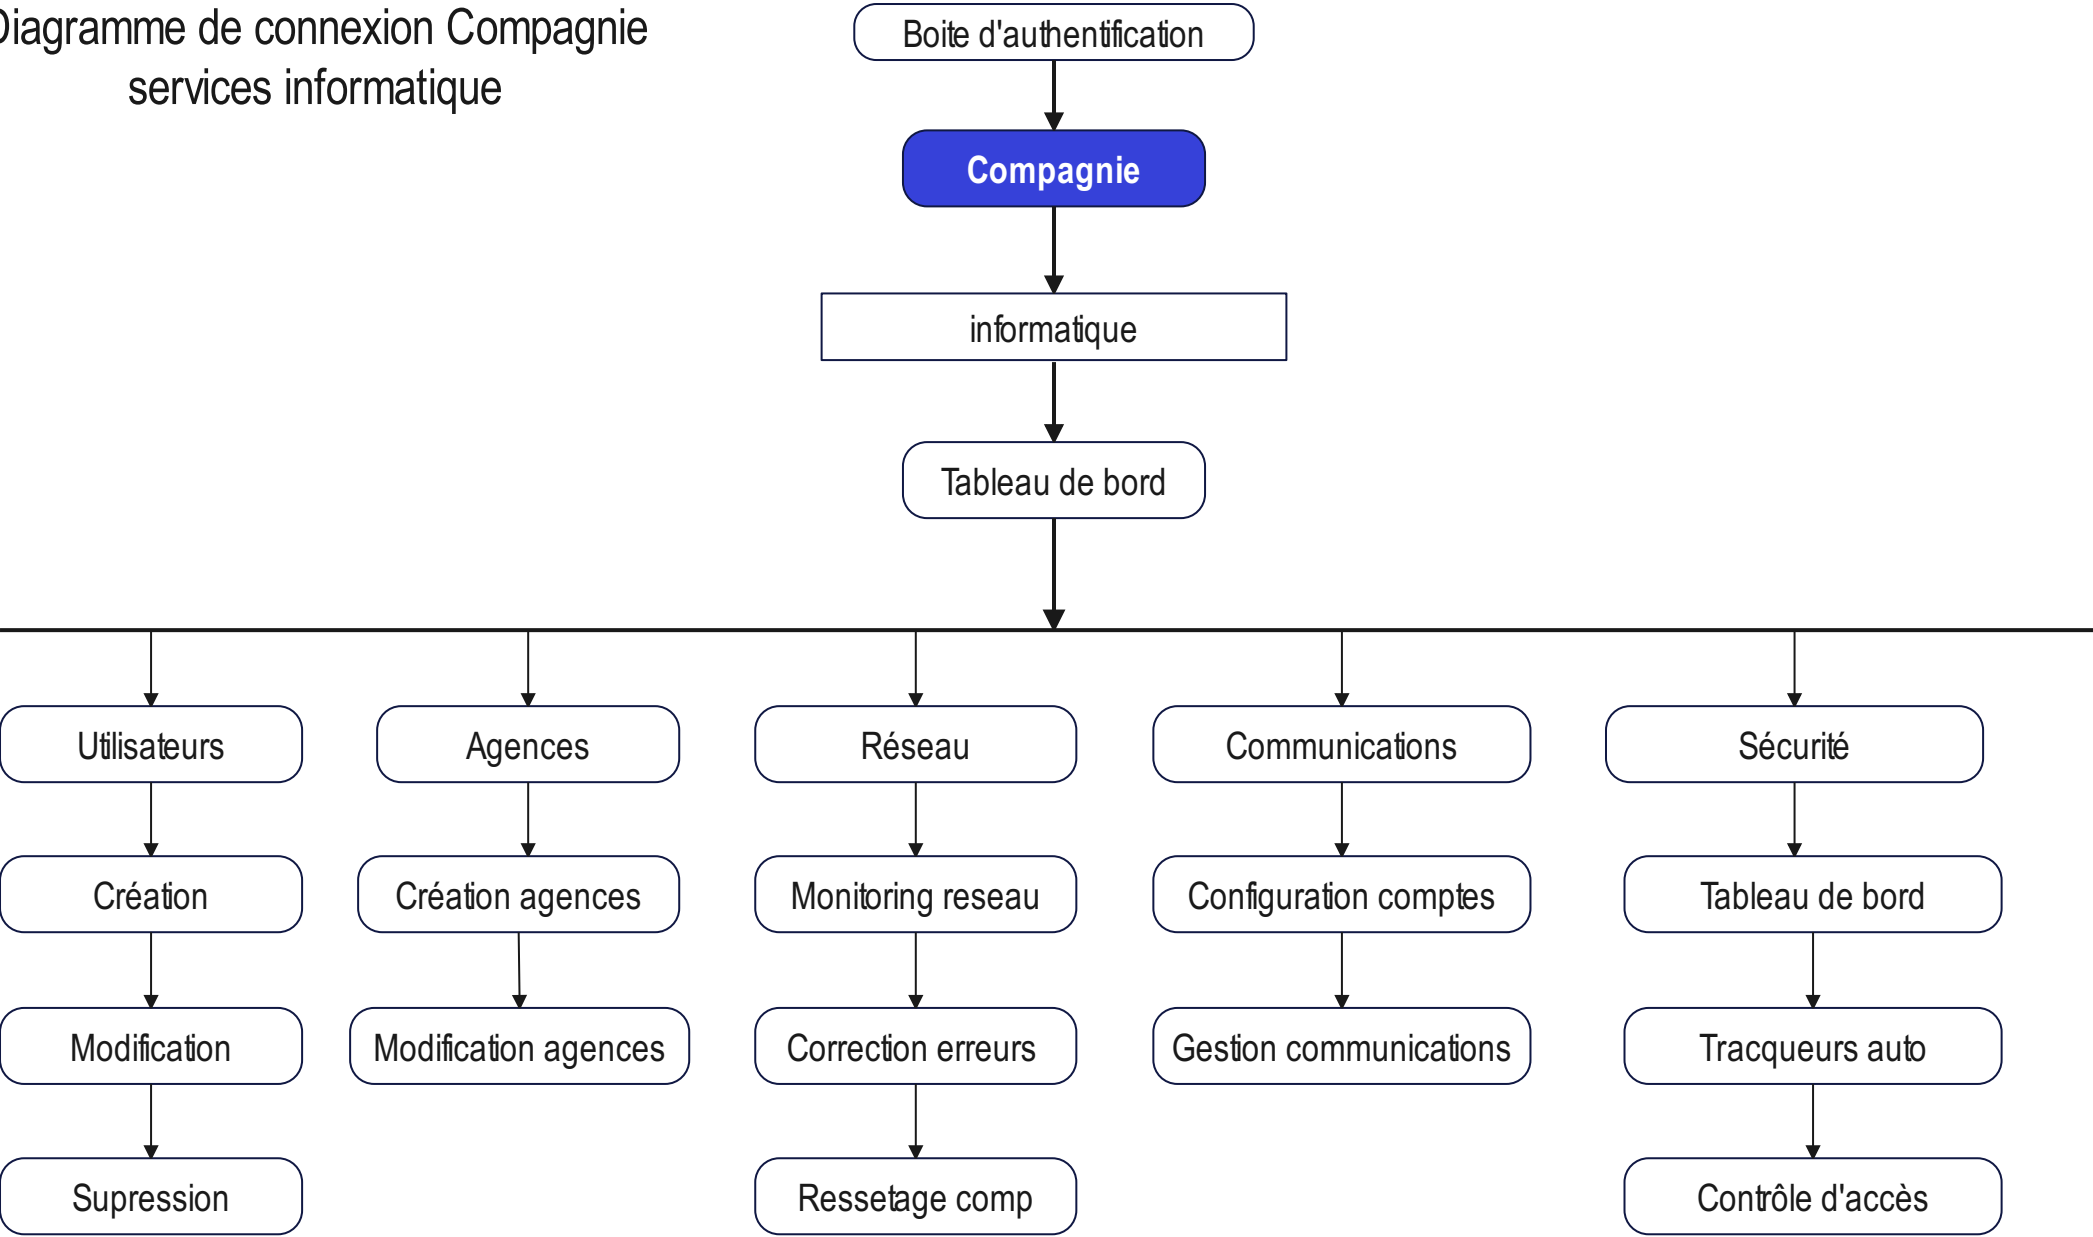 Diagramme de connexion Compagnie
services informatique
Boite d'authentification
Compagnie
informatique
Tableau de bord
Utilisateurs
Agences
Réseau
Communications
Sécurité
Création
Création agences
Monitoring reseau
Configuration comptes
Tableau de bord
Modification
Modification agences
Correction erreurs
Gestion communications
Tracqueurs auto
Supression
Ressetage comp
Contrôle d'accès